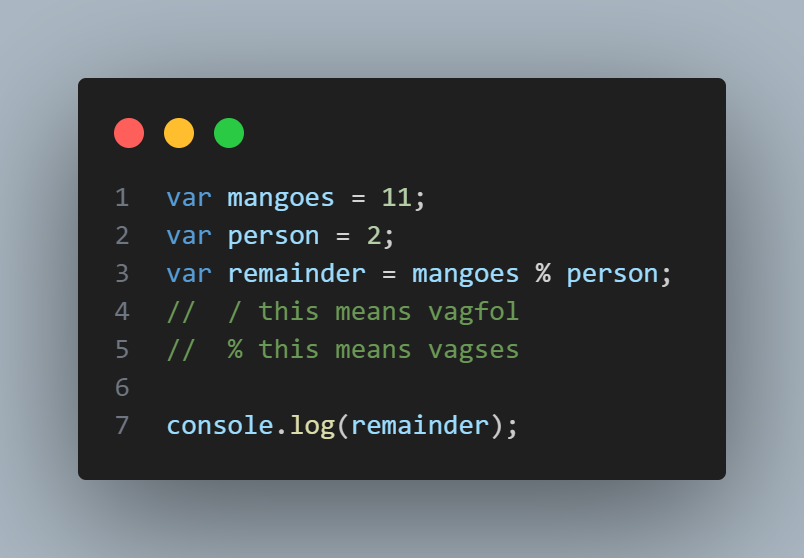 1 var mangoes = 11;
2 var person = 2;
3 var remainder = mangoes % person;
4 //  / this means vagfol
5 //  % this means vagses
6
7 console.log(remainder);